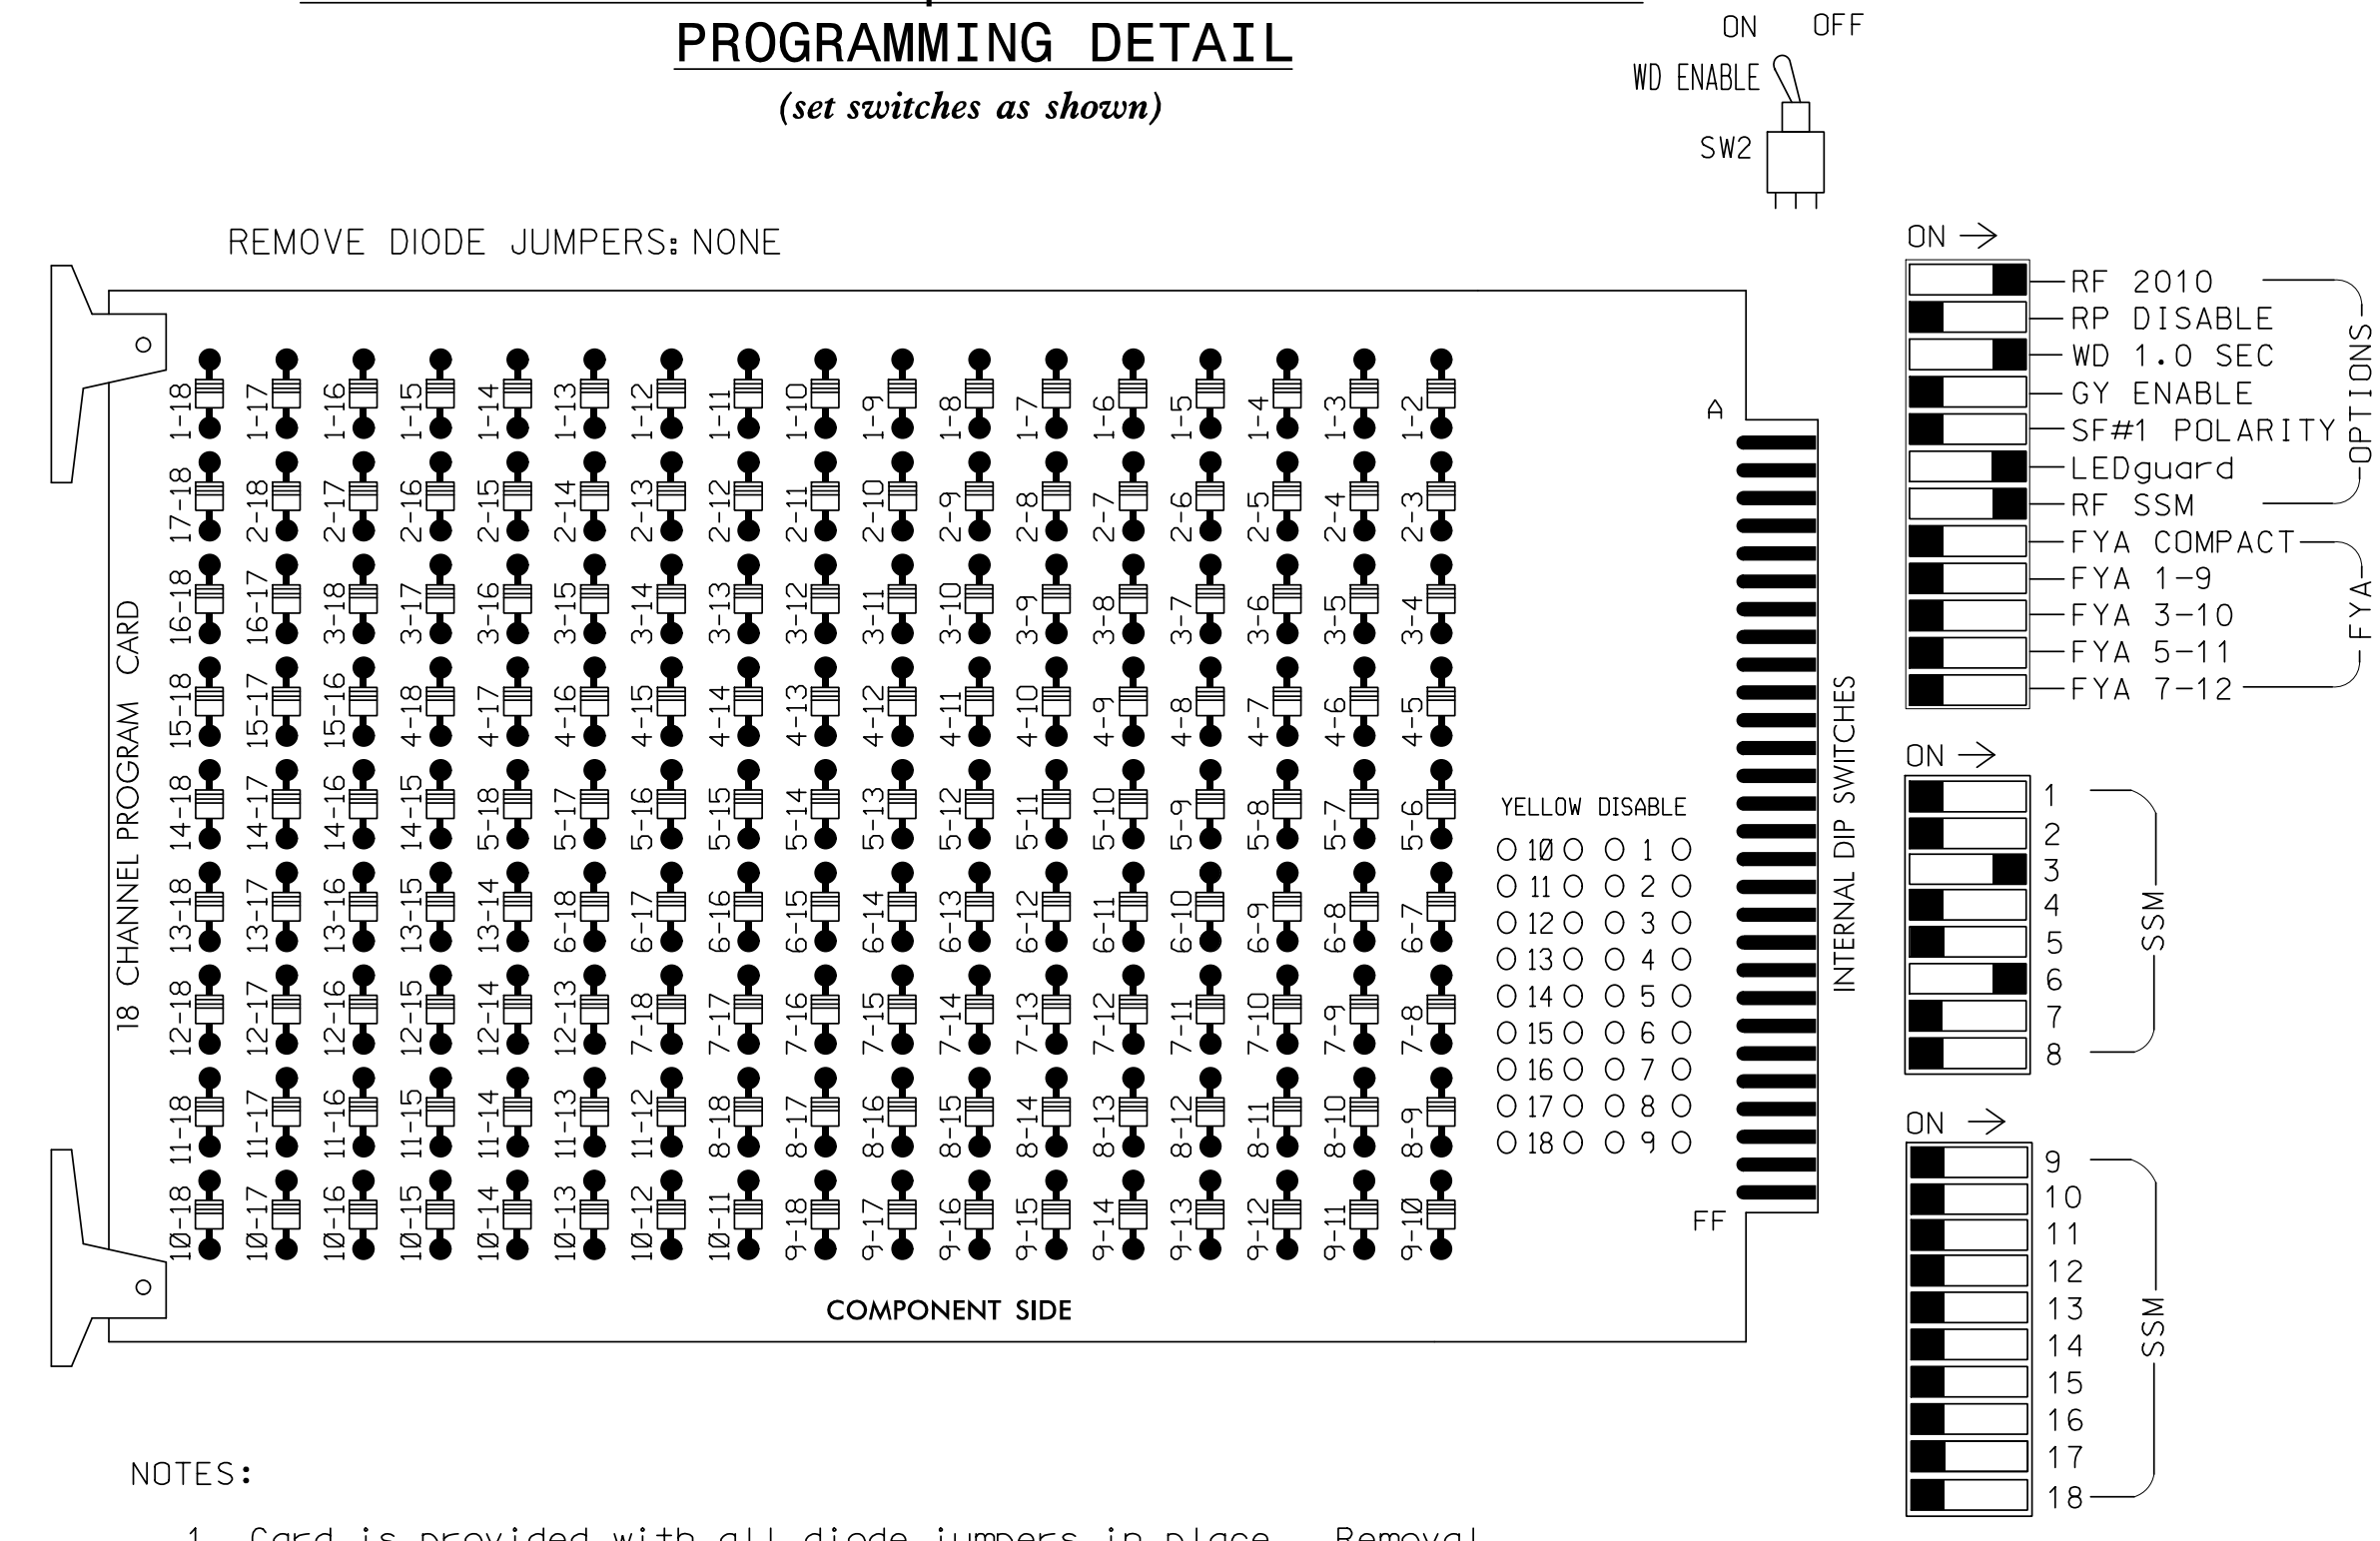 PROGRAMMING DETAIL
(set switches as shown)
ON OFF
WD ENABLE
SW2
REMOVE DIODE JUMPERS: NONE
18 CHANNEL PROGRAM CARD
1-18 1-17 1-16 1-15 1-14 1-13 1-12 1-11 1-10 1-9 1-8 1-7 1-6 1-5 1-4 1-3 1-2
17-18 2-18 2-17 2-16 2-15 2-14 2-13 2-12 2-11 2-10 2-9 2-8 2-7 2-6 2-5 2-4 2-3
16-18 16-17 3-18 3-17 3-16 3-15 3-14 3-13 3-12 3-11 3-10 3-9 3-8 3-7 3-6 3-5 3-4
15-18 15-17 15-16 4-18 4-17 4-16 4-15 4-14 4-13 4-12 4-11 4-10 4-9 4-8 4-7 4-6 4-5
14-18 14-17 14-16 14-15 5-18 5-17 5-16 5-15 5-14 5-13 5-12 5-11 5-10 5-9 5-8 5-7 5-6
13-18 13-17 13-16 13-15 13-14 6-18 6-17 6-16 6-15 6-14 6-13 6-12 6-11 6-10 6-9 6-8 6-7
12-18 12-17 12-16 12-15 12-14 12-13 7-18 7-17 7-16 7-15 7-14 7-13 7-12 7-11 7-10 7-9 7-8
11-18 11-17 11-16 11-15 11-14 11-13 11-12 8-18 8-17 8-16 8-15 8-14 8-13 8-12 8-11 8-10 8-9
10-18 10-17 10-16 10-15 10-14 10-13 10-12 10-11 9-18 9-17 9-16 9-15 9-14 9-13 9-12 9-11 9-10
COMPONENT SIDE
A
FF
YELLOW DISABLE
10 1
11 2
12 3
13 4
14 5
15 6
16 7
17 8
18 9
INTERNAL DIP SWITCHES
ON →
RF 2010
RP DISABLE
WD 1.0 SEC
GY ENABLE
SF#1 POLARITY
LEDguard
RF SSM
OPTIONS
FYA COMPACT
FYA 1-9
FYA 3-10
FYA 5-11
FYA 7-12
FYA
ON →
1
2
3
4
5
6
7
8
SSM
ON →
9
10
11
12
13
14
15
16
17
18
SSM
NOTES:
1. Card is provided with all diode jumpers in place. Removal